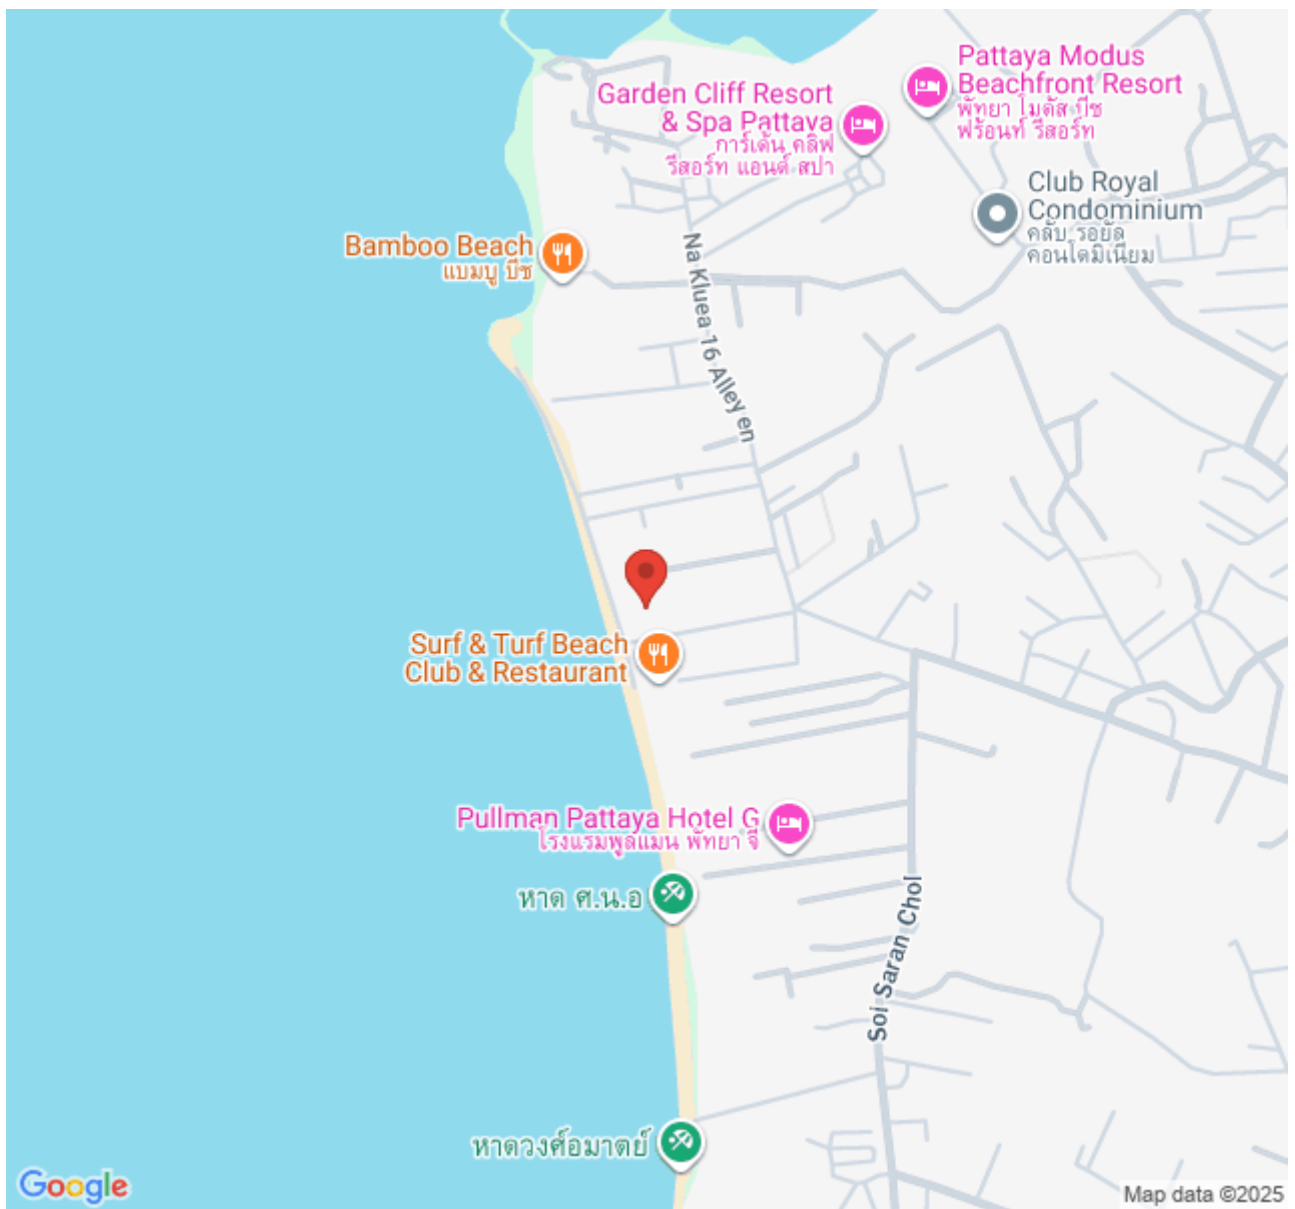 Pattaya Modus
Beachfront Resort
พัทยา โมดัส บีช
ฟร้อนท์ รีสอร์ท
Garden Cliff Resort
& Spa Pattaya
การ์เด้น คลิฟ
รีสอร์ท แอนด์ สปา
Club Royal
Condominium
คลับ รอยัล
คอนโดมิเนียม
Bamboo Beach
แบมบู บีช
Na Kluea 16 Alley
en
Surf & Turf Beach
Club & Restaurant
Pullman Pattaya Hotel G
โรงแรมพูลแมน พัทยา จี
หาด ศ.น.อ
Soi Saran Chol
หาดวงศ์อมาตย์
Google
Map data ©2025